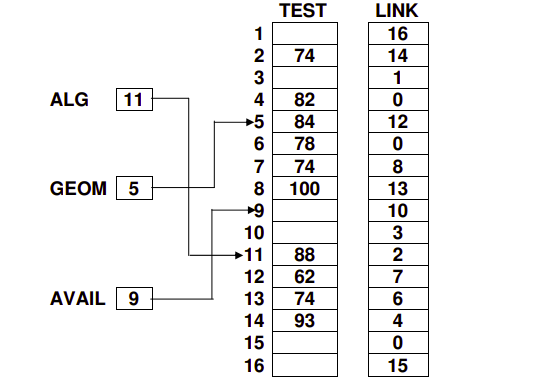 TEST LINK
1 16
2 74 14
3 1
ALG 11 4 82 0
5 84 12
6 78 0
7 74 8
GEOM 5 8 100 13
9 10
10 3
11 88 2
12 62 7
AVAIL 9 13 74 6
14 93 4
15 0
16 15